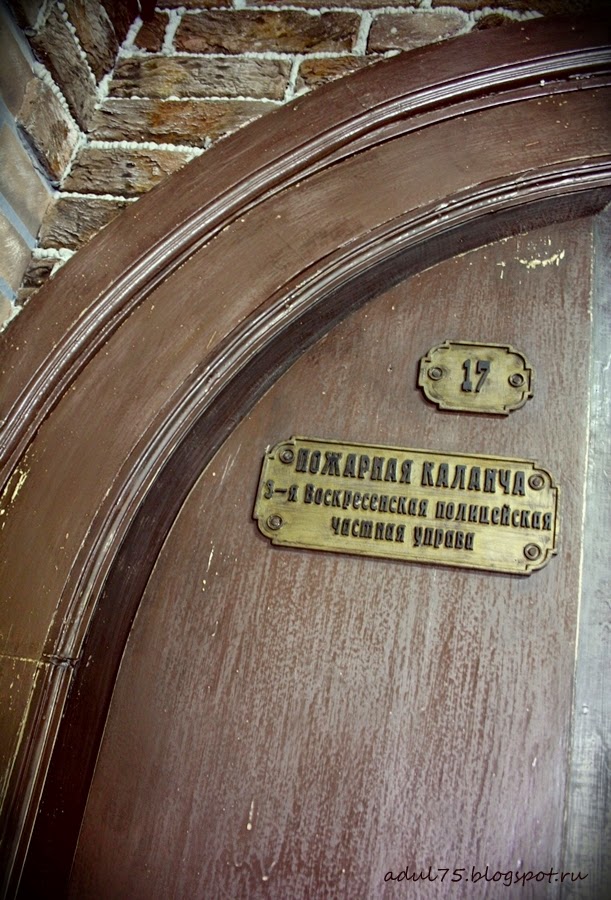 17
ПОЖАРНАЯ КАЛАНЧА
3-я Воскресенская полицейская
частная управа
adul75.blogspot.ru